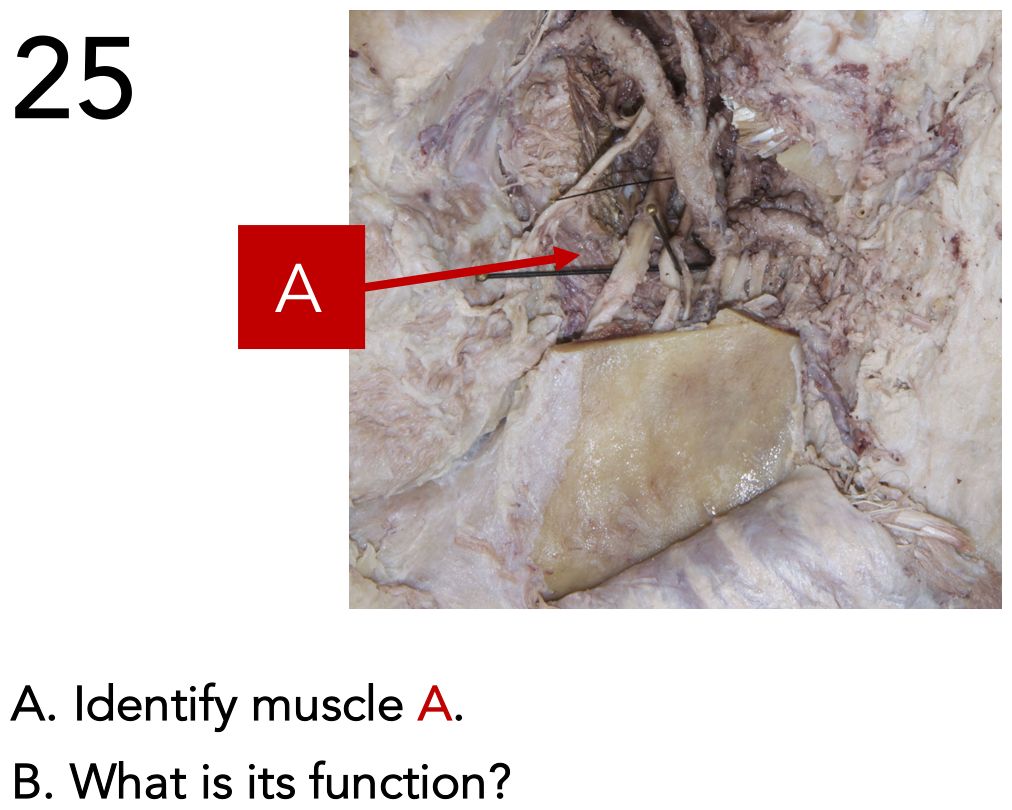 25
A
A. Identify muscle A.
B. What is its function?